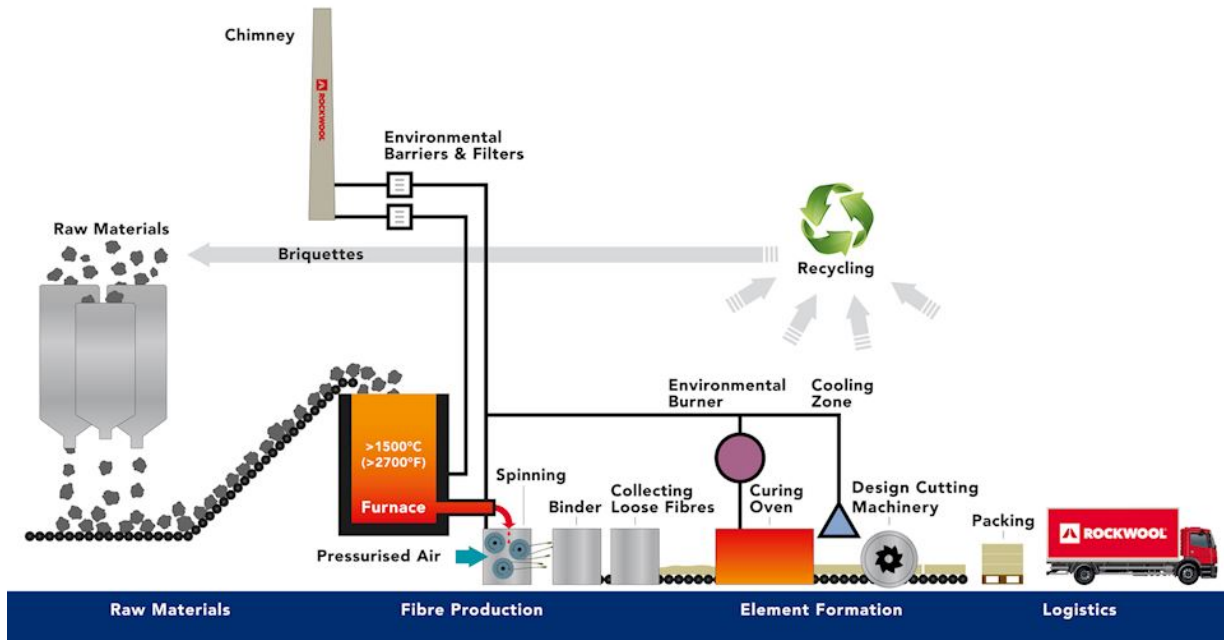 Chimney
ROCKWOOL
Environmental
Barriers & Filters
Raw Materials
Briquettes
Recycling
Environmental
Burner
Cooling
Zone
>1500°C
(>2700°F)
Furnace
Spinning
Binder
Collecting
Loose Fibres
Curing
Oven
Design Cutting
Machinery
Packing
Pressurised Air
ROCKWOOL
Raw Materials
Fibre Production
Element Formation
Logistics